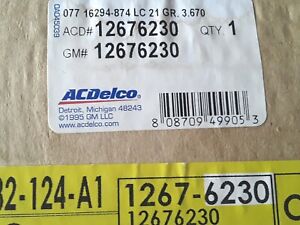 077 16294-874 LC 21 GR. 3.670
ACD# 12676230 QTY 1
GM# 12676230
ACDelco
Detroit, Michigan 48243
©1995 GM LLC
8 08709 49905 3
32-124-A1
1267-6230
12676230